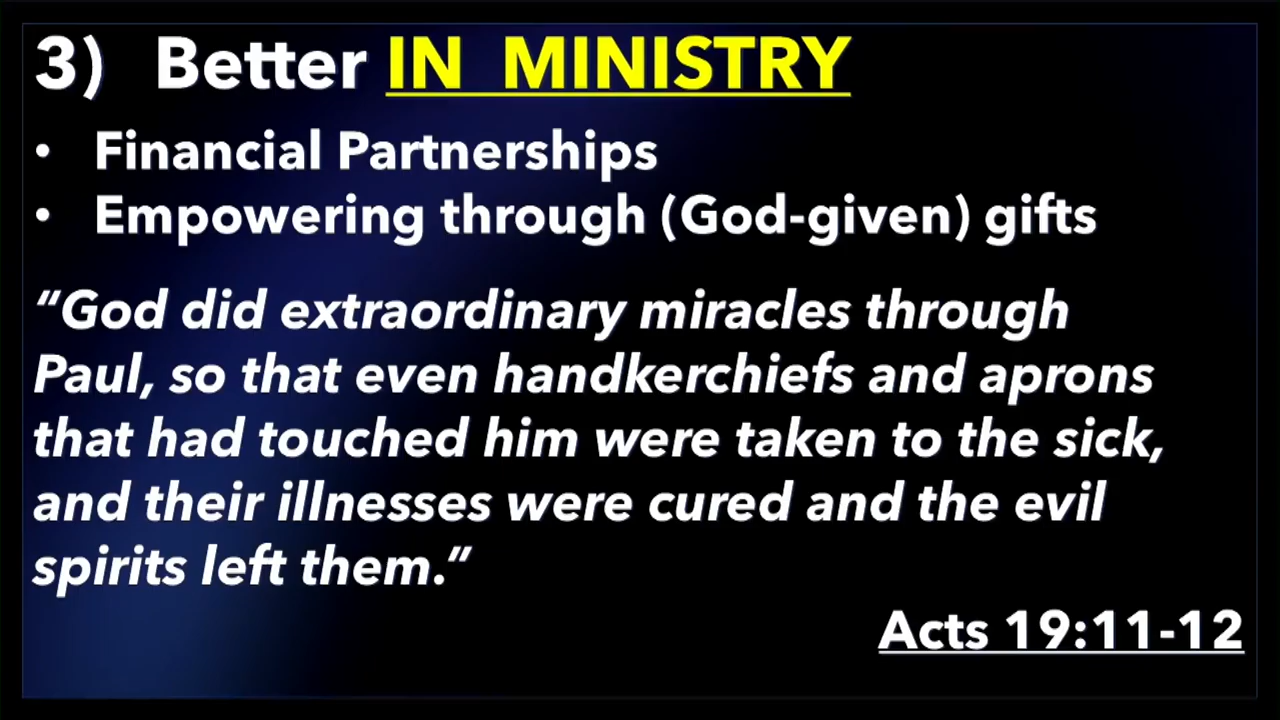 3) Better IN MINISTRY
• Financial Partnerships
• Empowering through (God-given) gifts
“God did extraordinary miracles through
Paul, so that even handkerchiefs and aprons
that had touched him were taken to the sick,
and their illnesses were cured and the evil
spirits left them.”
Acts 19:11-12